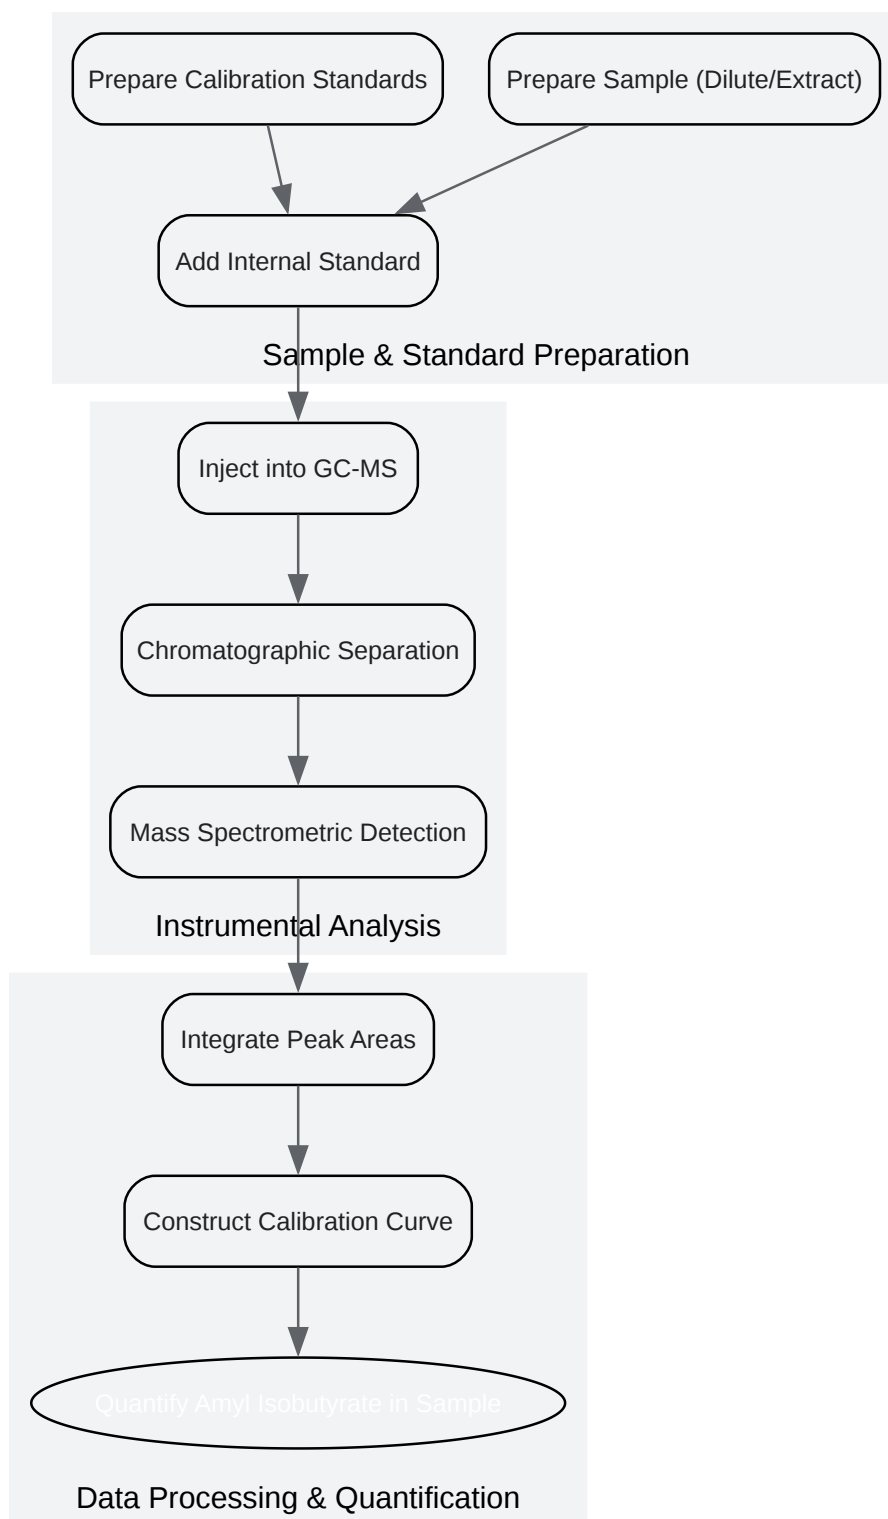 Prepare Calibration Standards
Prepare Sample (Dilute/Extract)
Add Internal Standard
Sample & Standard Preparation
Inject into GC-MS
Chromatographic Separation
Mass Spectrometric Detection
Instrumental Analysis
Integrate Peak Areas
Construct Calibration Curve
Quantify Amyl Isobutyrate in Sample
Data Processing & Quantification